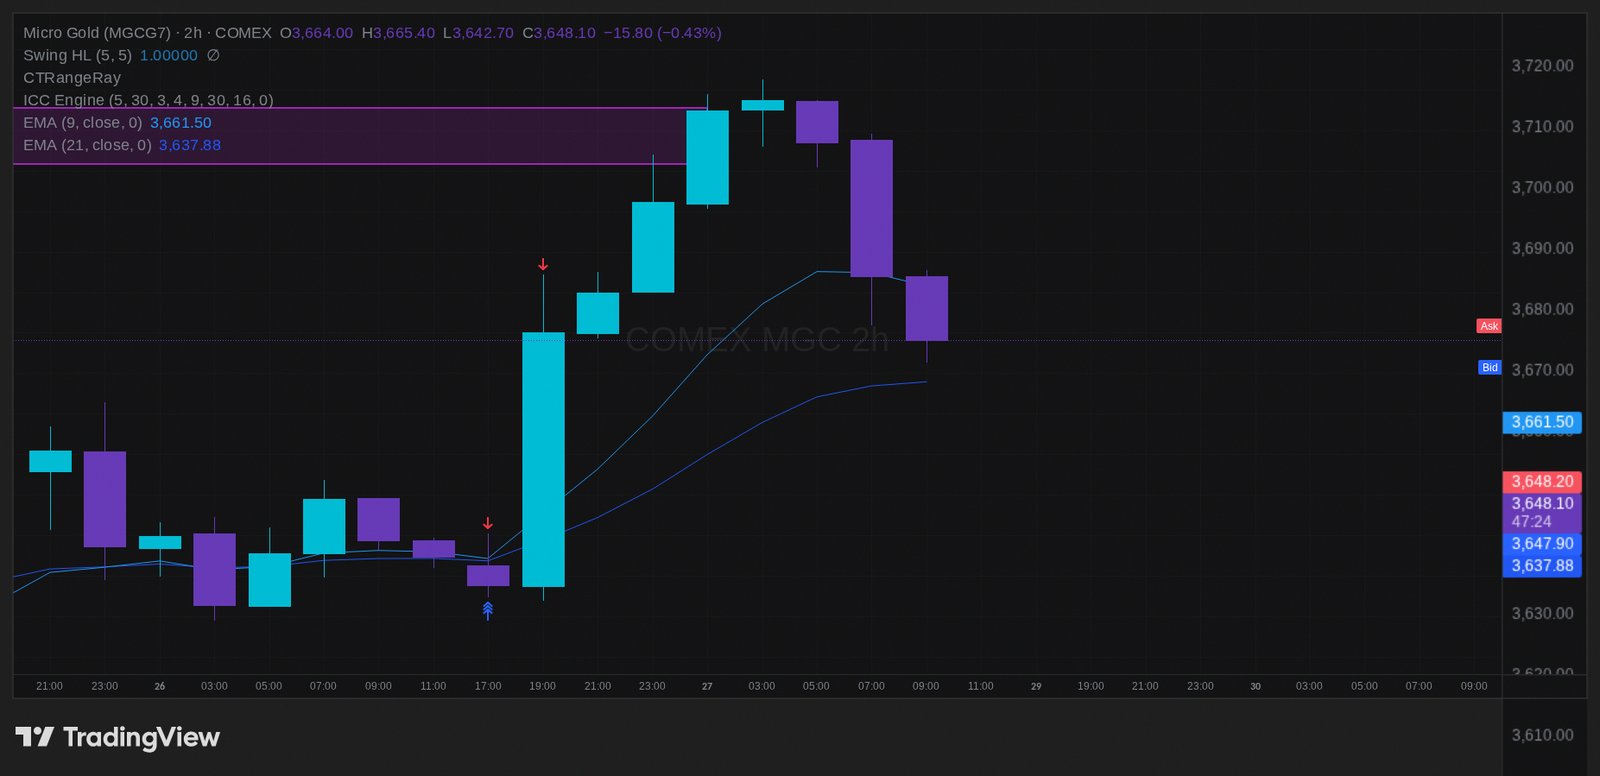 Micro Gold (MGCG7) · 2h · COMEX O3,664.00 H3,665.40 L3,642.70 C3,648.10 −15.80 (−0.43%)
Swing HL (5, 5) 1.00000 ∅
CTRangeRay
ICC Engine (5, 30, 3, 4, 9, 30, 16, 0)
EMA (9, close, 0) 3,661.50
EMA (21, close, 0) 3,637.88
COMEX MGC 2h
3,720.00
3,710.00
3,700.00
3,690.00
3,680.00
Ask
3,670.00
Bid
3,661.50
3,648.20
3,648.10
47:24
3,647.90
3,637.88
3,630.00
3,620.00
3,610.00
21:00 23:00 26 03:00 05:00 07:00 09:00 11:00 17:00 19:00 21:00 23:00 27 03:00 05:00 07:00 09:00 11:00 29 19:00 21:00 23:00 30 03:00 05:00 07:00 09:00
TradingView